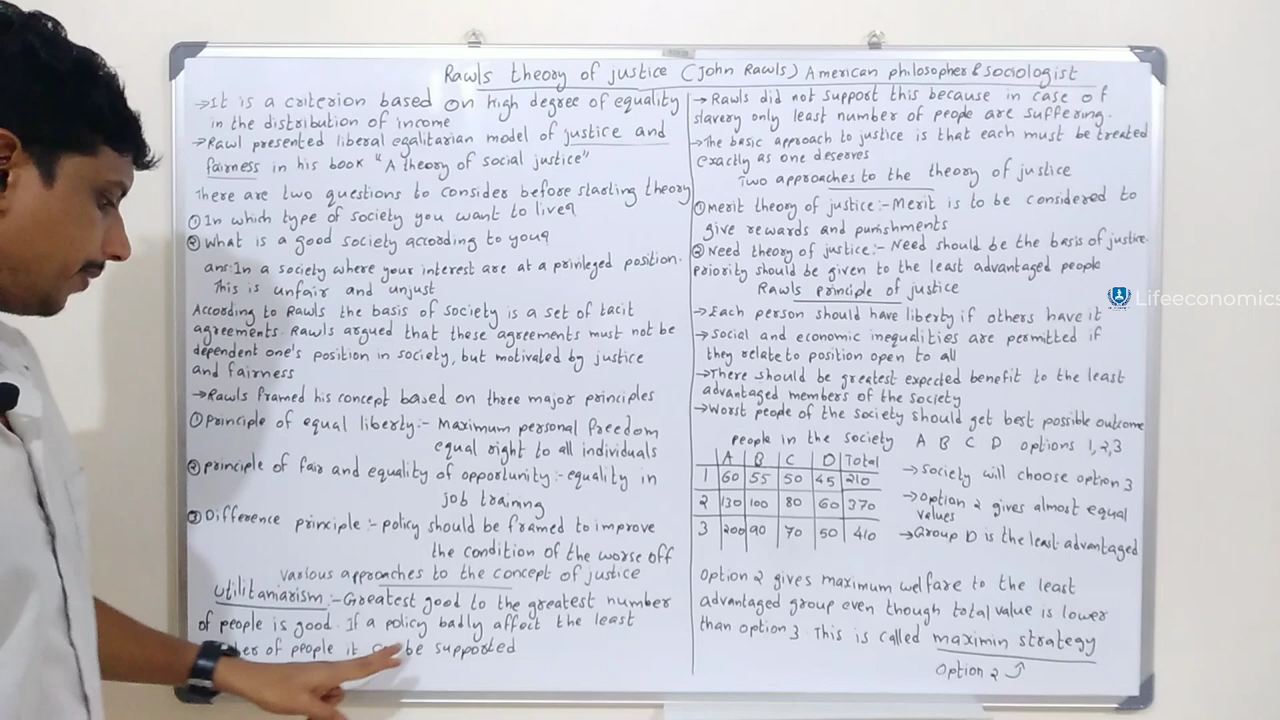 Rawls theory of justice (John Rawls) American philosopher & sociologist
→It is a criterion based on high degree of equality
in the distribution of income
→Rawl presented liberal egalitarian model of justice and
fairness in his book "A theory of social justice"
There are two questions to consider before starting theory
① In which type of society you want to live?
② What is a good society according to you?
ans: In a society where your interest are at a privileged position.
This is unfair and unjust
According to Rawls the basis of society is a set of tacit
agreements. Rawls argued that these agreements must not be
dependent one's position in society, but motivated by justice
and fairness
→Rawls framed his concept based on three major principles
① Principle of equal liberty:- Maximum personal freedom
equal right to all individuals
② principle of fair and equality of opportunity:- equality in
job training
③ Difference principle:- policy should be framed to improve
the condition of the worse off
various approaches to the concept of justice
Utilitarianism:- Greatest good to the greatest number
of people is good. If a policy badly affect the least
of people it be supported
→ Rawls did not support this because in case of
slavery only least number of people are suffering.
→The basic approach to justice is that each must be treated
exactly as one deserves
Two approaches to the theory of justice
① Merit theory of justice:- Merit is to be considered to
give rewards and punishments
② Need theory of justice:- Need should be the basis of justice.
priority should be given to the least advantaged people
Rawls principle of justice
→ Each person should have liberty if others have it
→ Social and economic inequalities are permitted if
they relate to position open to all
→There should be greatest expected benefit to the least
advantaged members of the society
→Worst people of the society should get best possible outcome
people in the society A B C D options 1,2,3
A B C D Total
1 60 55 50 45 210
2 130 100 80 60 370
3 200 90 70 50 410
→Society will choose option 3
→Option 2 gives almost equal
values
→Group D is the least advantaged
Option 2 gives maximum welfare to the least
advantaged group even though total value is lower
than option 3. This is called maximin strategy
Option 2
Lifeeconomics